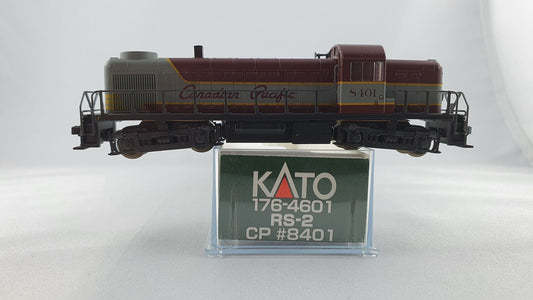 Canadian Pacific
8401
KATO
176-4601
RS-2
CP #8401